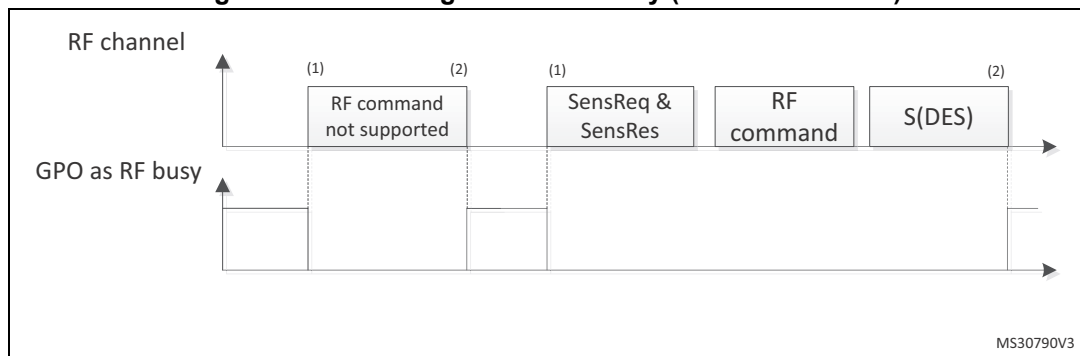 RF channel
(1) (2) (1) (2)
RF command
not supported
SensReq &
SensRes
RF
command
S(DES)
GPO as RF busy
MS30790V3